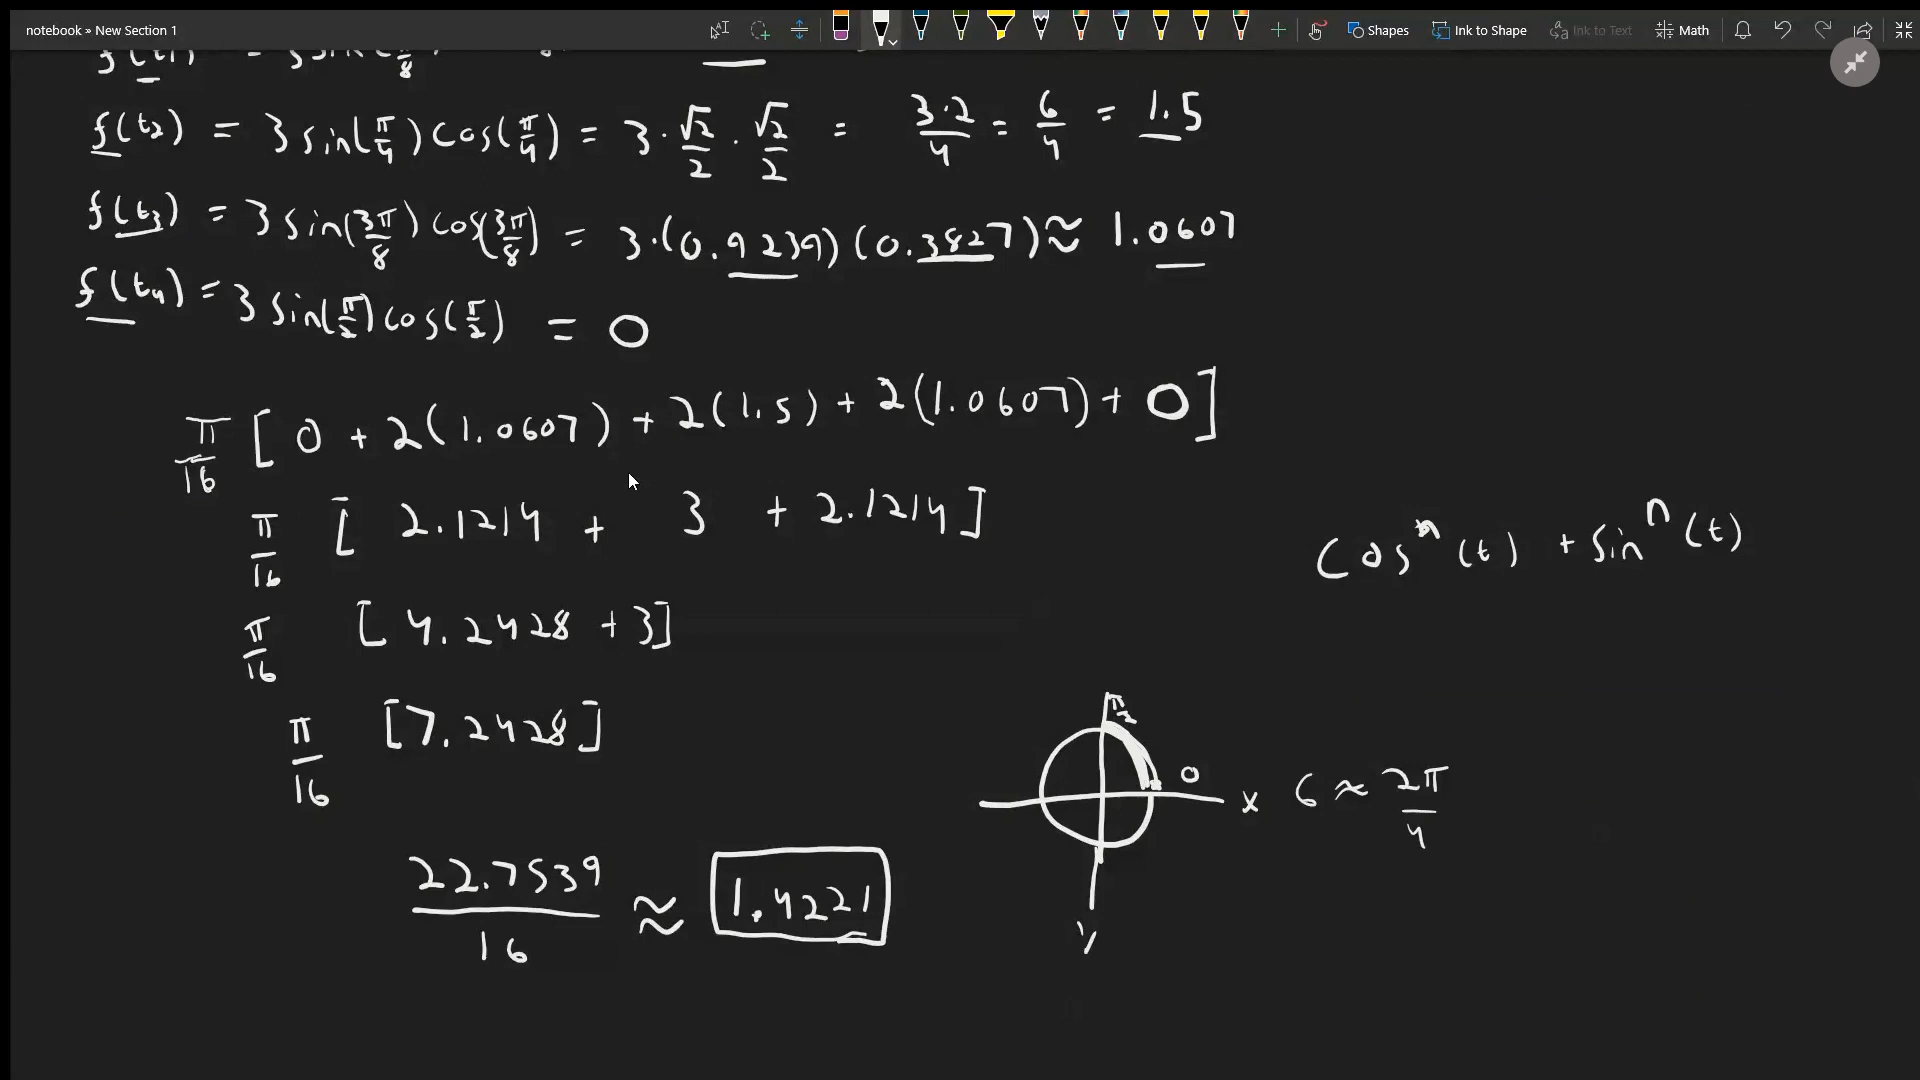 notebook » New Section 1
Shapes
Ink to Shape
Ink to Text
Math
f(t₂) = 3 sin(π/4) cos(π/4) = 3 · √2/2 · √2/2 = 3·2/4 = 6/4 = 1.5
f(t₃) = 3 sin(3π/8) cos(3π/8) = 3·(0.9239)(0.3827) ≈ 1.0607
f(t₄) = 3 sin(π/2) cos(π/2) = 0
π/16 [ 0 + 2(1.0607) + 2(1.5) + 2(1.0607) + 0 ]
π/16 [ 2.1214 + 3 + 2.1214 ]
cosⁿ(t) + sinⁿ(t)
π/16 [ 4.2428 + 3 ]
π/16 [7.2428]
π/2
0
x 6 ≈ 2π/4
22.7539/16 ≈ 1.4221
y